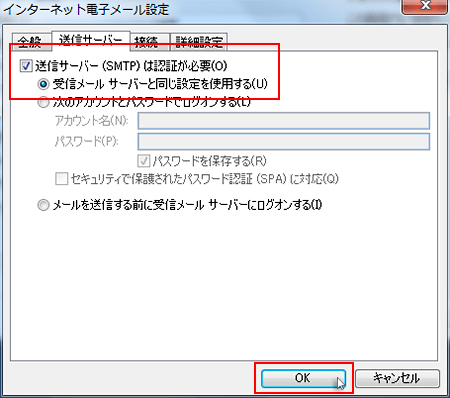 インターネット電子メール設定
全般 送信サーバー 接続 詳細設定
送信サーバー (SMTP) は認証が必要(O)
受信メール サーバーと同じ設定を使用する(U)
次のアカウントとパスワードでログオンする(L)
アカウント名(N):
パスワード(P):
パスワードを保存する(R)
セキュリティで保護されたパスワード認証 (SPA) に対応(Q)
メールを送信する前に受信メール サーバーにログオンする(I)
OK キャンセル